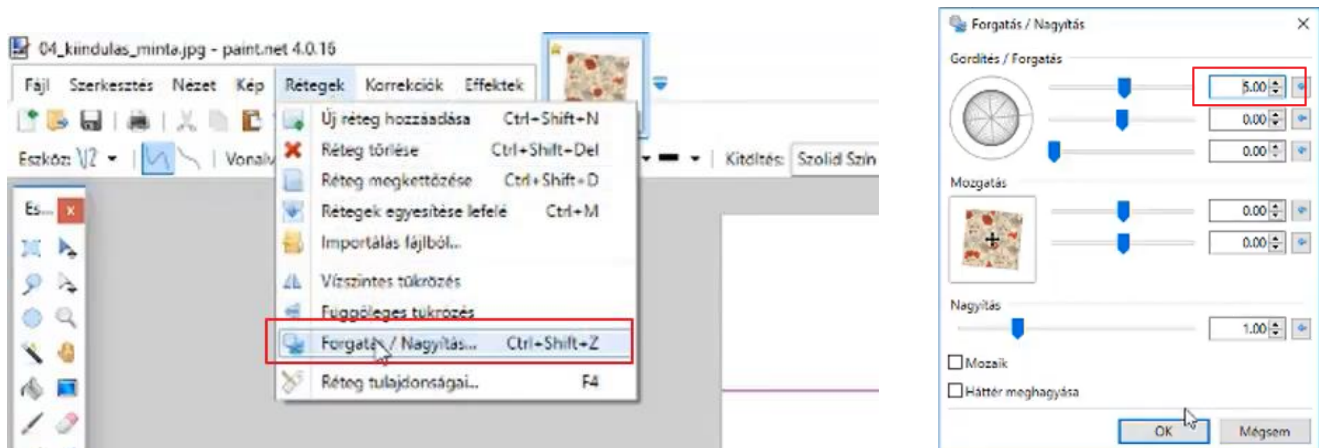 04_kiindulas_minta.jpg - paint.net 4.0.16
Fájl Szerkesztés Nézet Kép Rétegek Korrekciók Effektek
Új réteg hozzáadása Ctrl+Shift+N
Eszköz:
Réteg törlése Ctrl+Shift+Del
Kitöltés: Szolid Szín
Réteg megkettőzése Ctrl+Shift+D
Es...
Rétegek egyesítése lefelé Ctrl+M
Importálás fájlból...
Vízszintes tükrözés
Függőleges tükrözés
Forgatás / Nagyítás... Ctrl+Shift+Z
Réteg tulajdonságai... F4
Forgatás / Nagyítás
Gördítés / Forgatás
5.00
0.00
0.00
Mozgatás
0.00
0.00
Nagyítás
1.00
Mozaik
Háttér meghagyása
OK Mégsem